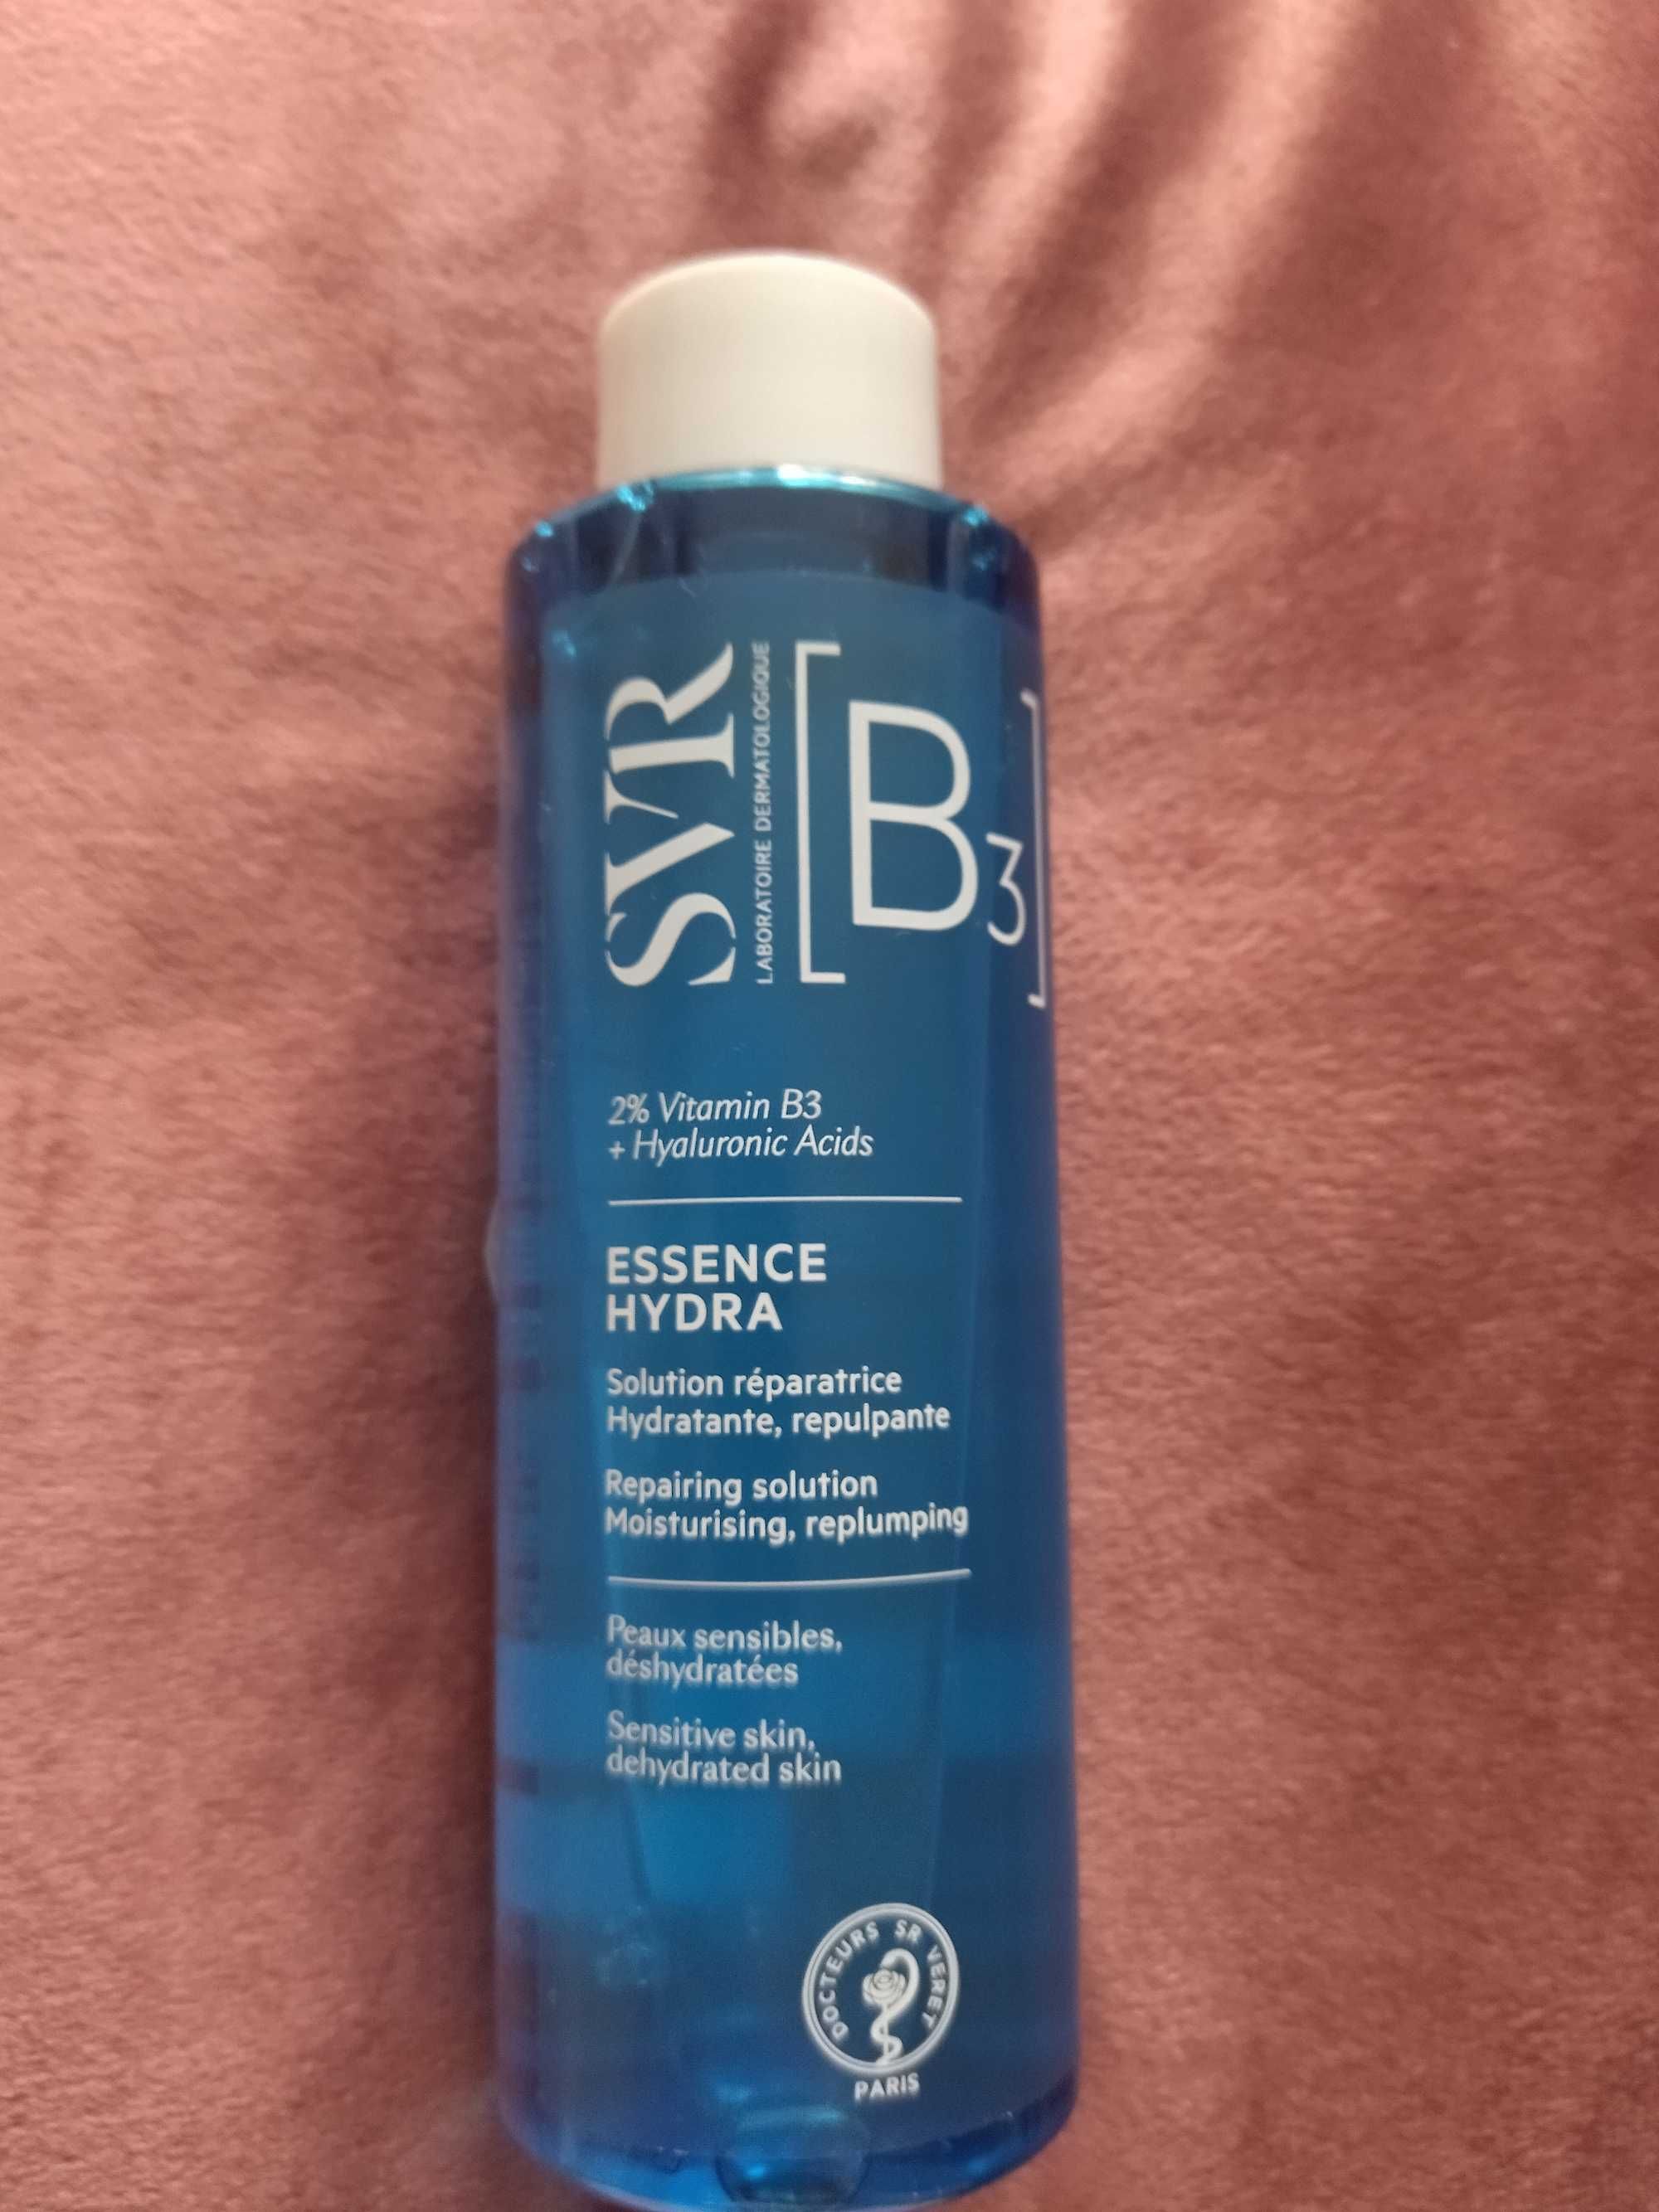 SVR
LABORATOIRE DERMATOLOGIQUE
[B3]
2% Vitamin B3
+ Hyaluronic Acids
ESSENCE
HYDRA
Solution réparatrice
Hydratante, repulpante
Repairing solution
Moisturising, replumping
Peaux sensibles,
déshydratées
Sensitive skin,
dehydrated skin
DOCTEURS SR VERET
PARIS